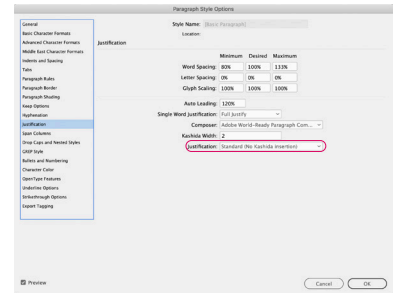 Paragraph Style Options
General
Basic Character Formats
Advanced Character Formats
Middle East Character Formats
Indents and Spacing
Tabs
Paragraph Rules
Paragraph Border
Paragraph Shading
Keep Options
Hyphenation
Justification
Span Columns
Drop Caps and Nested Styles
GREP Style
Bullets and Numbering
Character Color
OpenType Features
Underline Options
Strikethrough Options
Export Tagging
Style Name: [Basic Paragraph]
Location:
Justification
Minimum Desired Maximum
Word Spacing: 80% 100% 133%
Letter Spacing: 0% 0% 0%
Glyph Scaling: 100% 100% 100%
Auto Leading: 120%
Single Word Justification: Full Justify
Composer: Adobe World-Ready Paragraph Com...
Kashida Width: 2
Justification: Standard (No Kashida insertion)
Preview
Cancel
OK